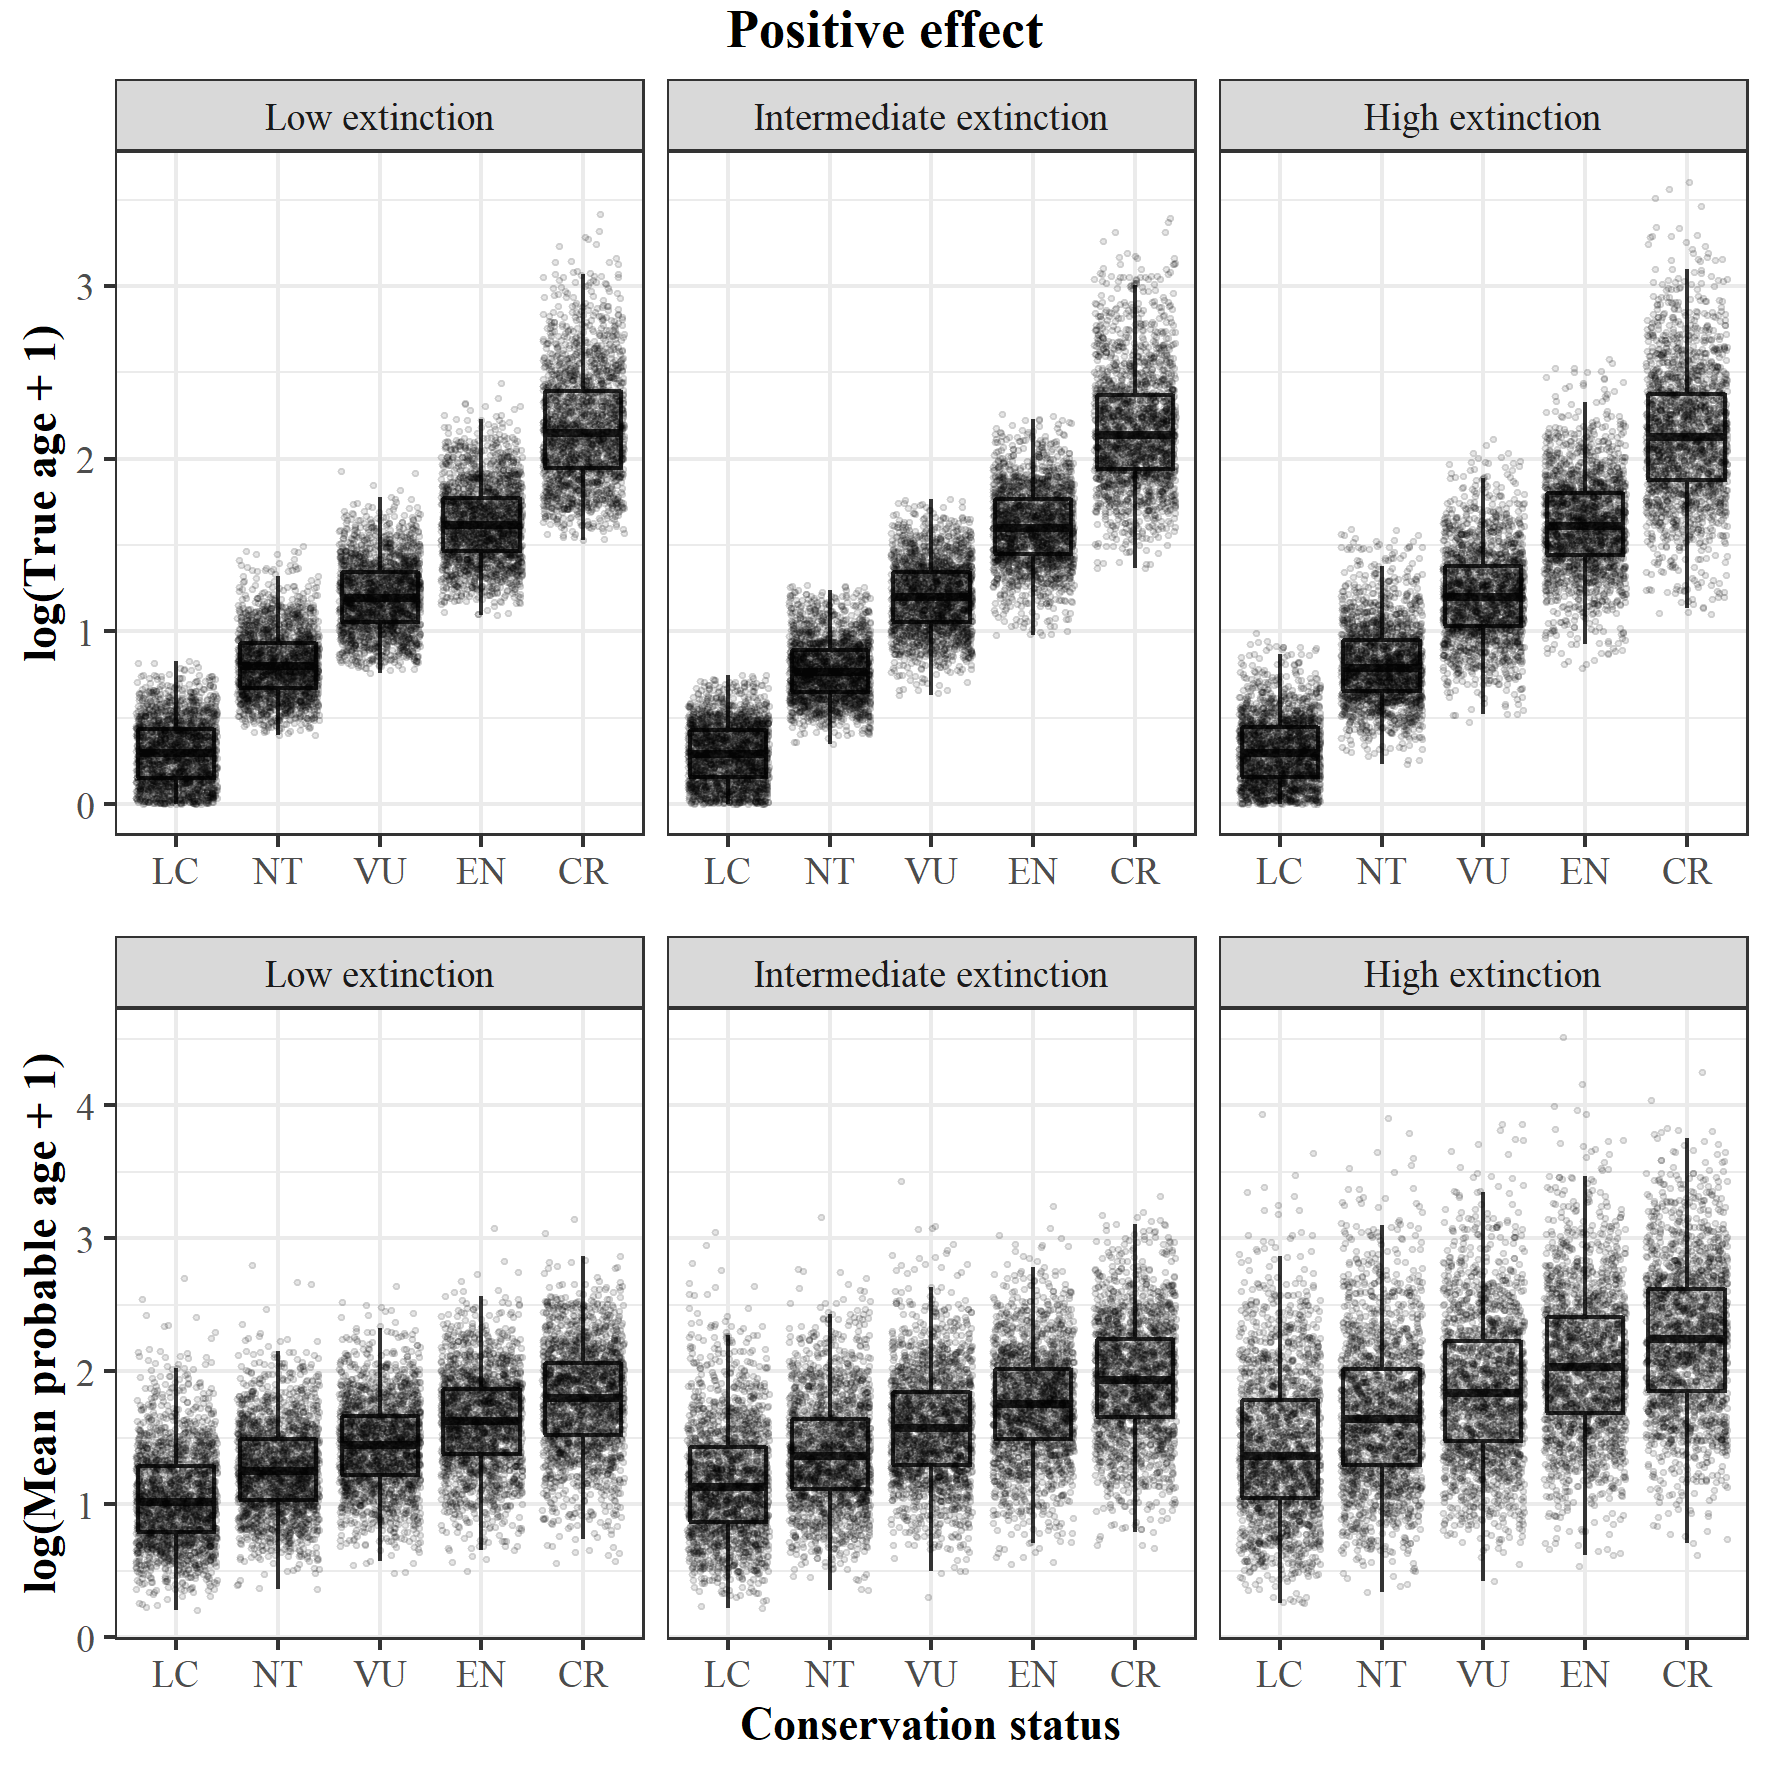 Positive effect
Low extinction
Intermediate extinction
High extinction
log(True age + 1)
3
2
1
0
LC NT VU EN CR
LC NT VU EN CR
LC NT VU EN CR
Low extinction
Intermediate extinction
High extinction
log(Mean probable age + 1)
4
3
2
1
0
LC NT VU EN CR
LC NT VU EN CR
LC NT VU EN CR
Conservation status